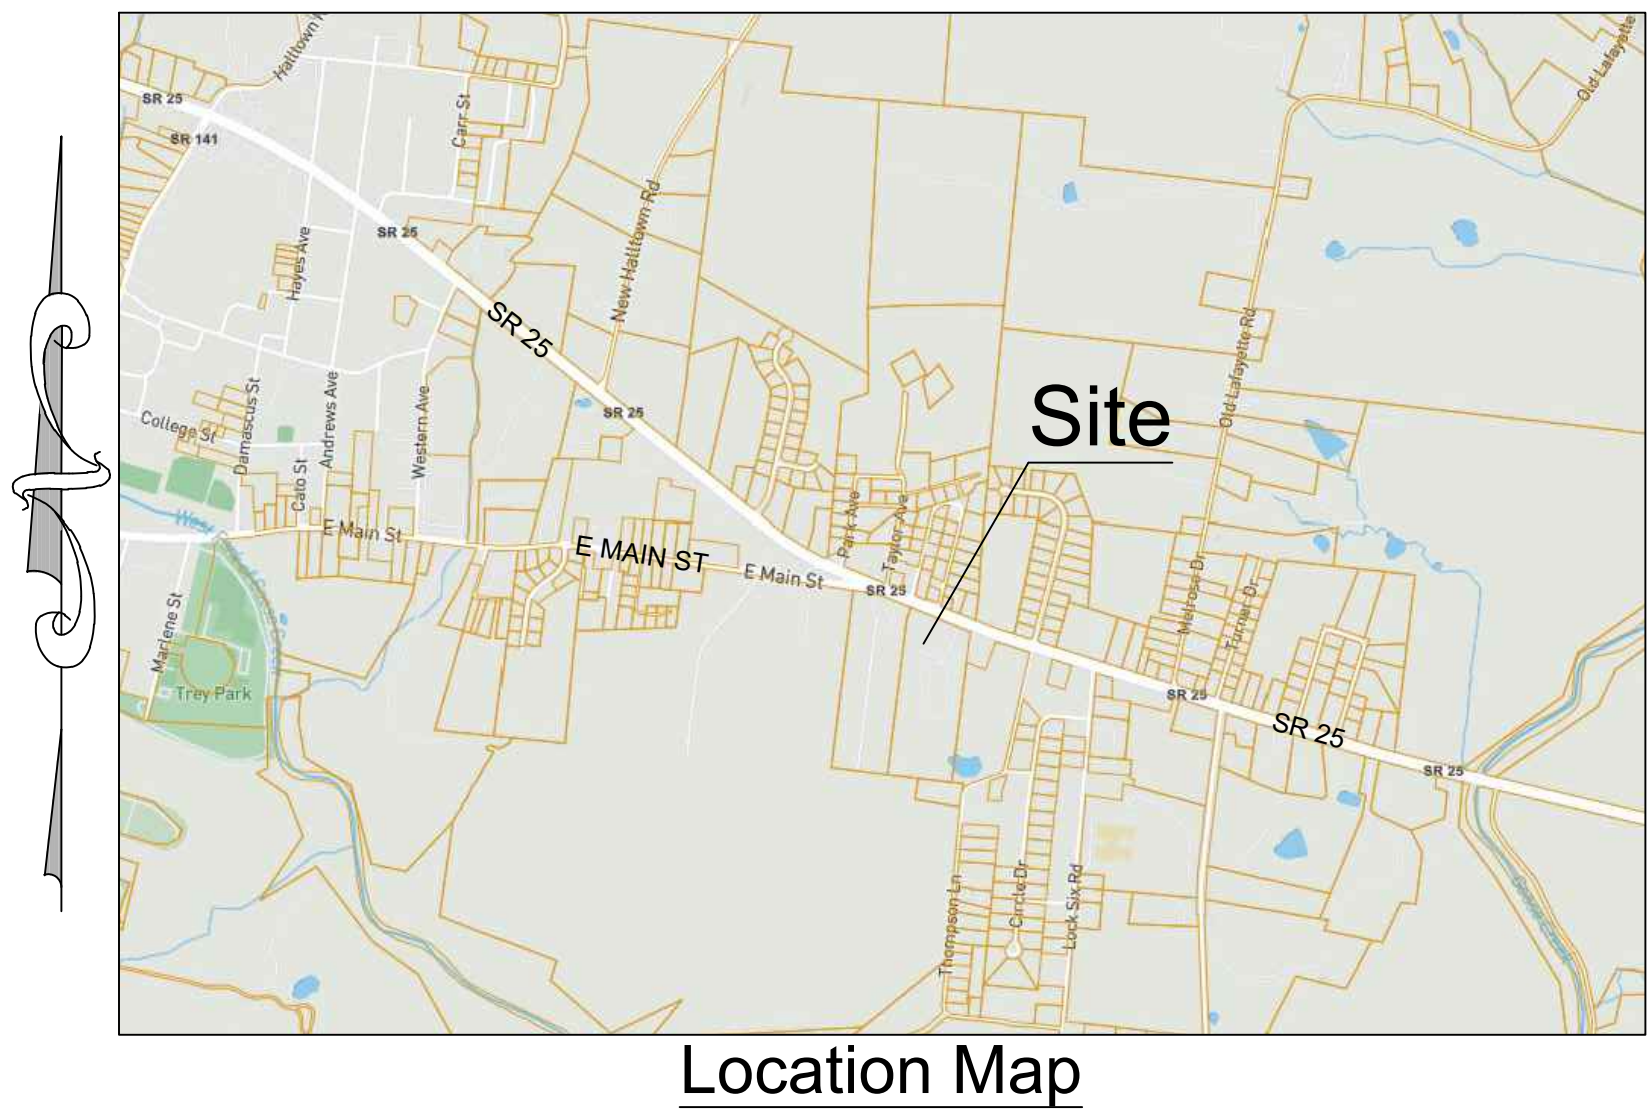 Halltown
Old Lafayette
SR 25
SR 141
Carr St
New Halltown Rd
SR 25
Hayes Ave
SR 25
Old Lafayette Rd
SR 25
Site
College St
Damascus St
Andrews Ave
Western Ave
Cato St
Park Ave
Taylor Ave
West
E Main St
E MAIN ST
E Main St
SR 25
Melrose Dr
Turner Dr
Marlene St
Trey Park
SR 25
SR 25
SR 25
Thompson Ln
Circle Dr
Lock Six Rd
Goose Creek
Location Map